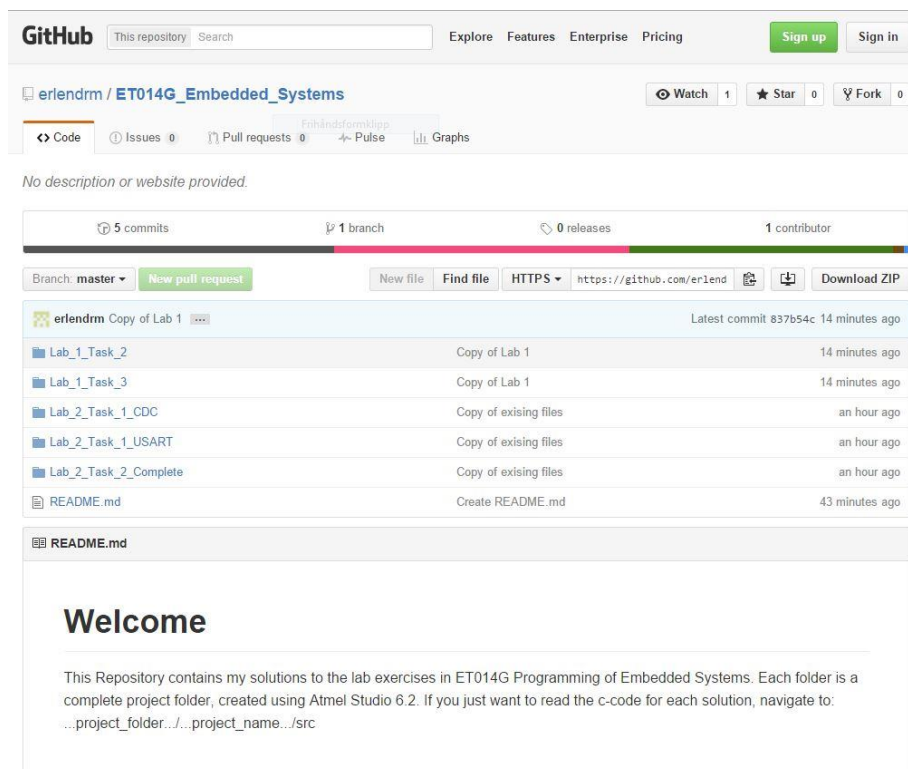 GitHub This repository Search Explore Features Enterprise Pricing Sign up Sign in
erlendrm / ET014G_Embedded_Systems Watch 1 Star 0 Fork 0
Frihåndsformklipp
Code Issues 0 Pull requests 0 Pulse Graphs
No description or website provided.
5 commits 1 branch 0 releases 1 contributor
Branch: master New pull request New file Find file HTTPS https://github.com/erlend Download ZIP
erlendrm Copy of Lab 1 ... Latest commit 837b54c 14 minutes ago
Lab_1_Task_2 Copy of Lab 1 14 minutes ago
Lab_1_Task_3 Copy of Lab 1 14 minutes ago
Lab_2_Task_1_CDC Copy of exising files an hour ago
Lab_2_Task_1_USART Copy of exising files an hour ago
Lab_2_Task_2_Complete Copy of exising files an hour ago
README.md Create README.md 43 minutes ago
README.md
Welcome
This Repository contains my solutions to the lab exercises in ET014G Programming of Embedded Systems. Each folder is a
complete project folder, created using Atmel Studio 6.2. If you just want to read the c-code for each solution, navigate to:
...project_folder.../...project_name.../src